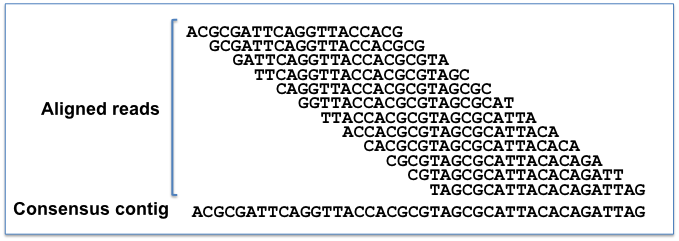 ACGCGATTCAGGTTACCACG
GCGATTCAGGTTACCACGCG
GATTCAGGTTACCACGCGTA
TTCAGGTTACCACGCGTAGC
CAGGTTACCACGCGTAGCGC
GGTTACCACGCGTAGCGCAT
Aligned reads
TTACCACGCGTAGCGCATTA
ACCACGCGTAGCGCATTACA
CACGCGTAGCGCATTACACA
CGCGTAGCGCATTACACAGA
CGTAGCGCATTACACAGATT
TAGCGCATTACACAGATTAG
Consensus contig ACGCGATTCAGGTTACCACGCGTAGCGCATTACACAGATTAG